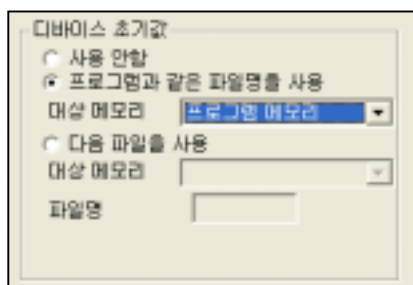 디바이스 초기값
사용 안함
프로그램과 같은 파일명을 사용
대상 메모리 프로그램 메모리
다음 파일을 사용
대상 메모리
파일명